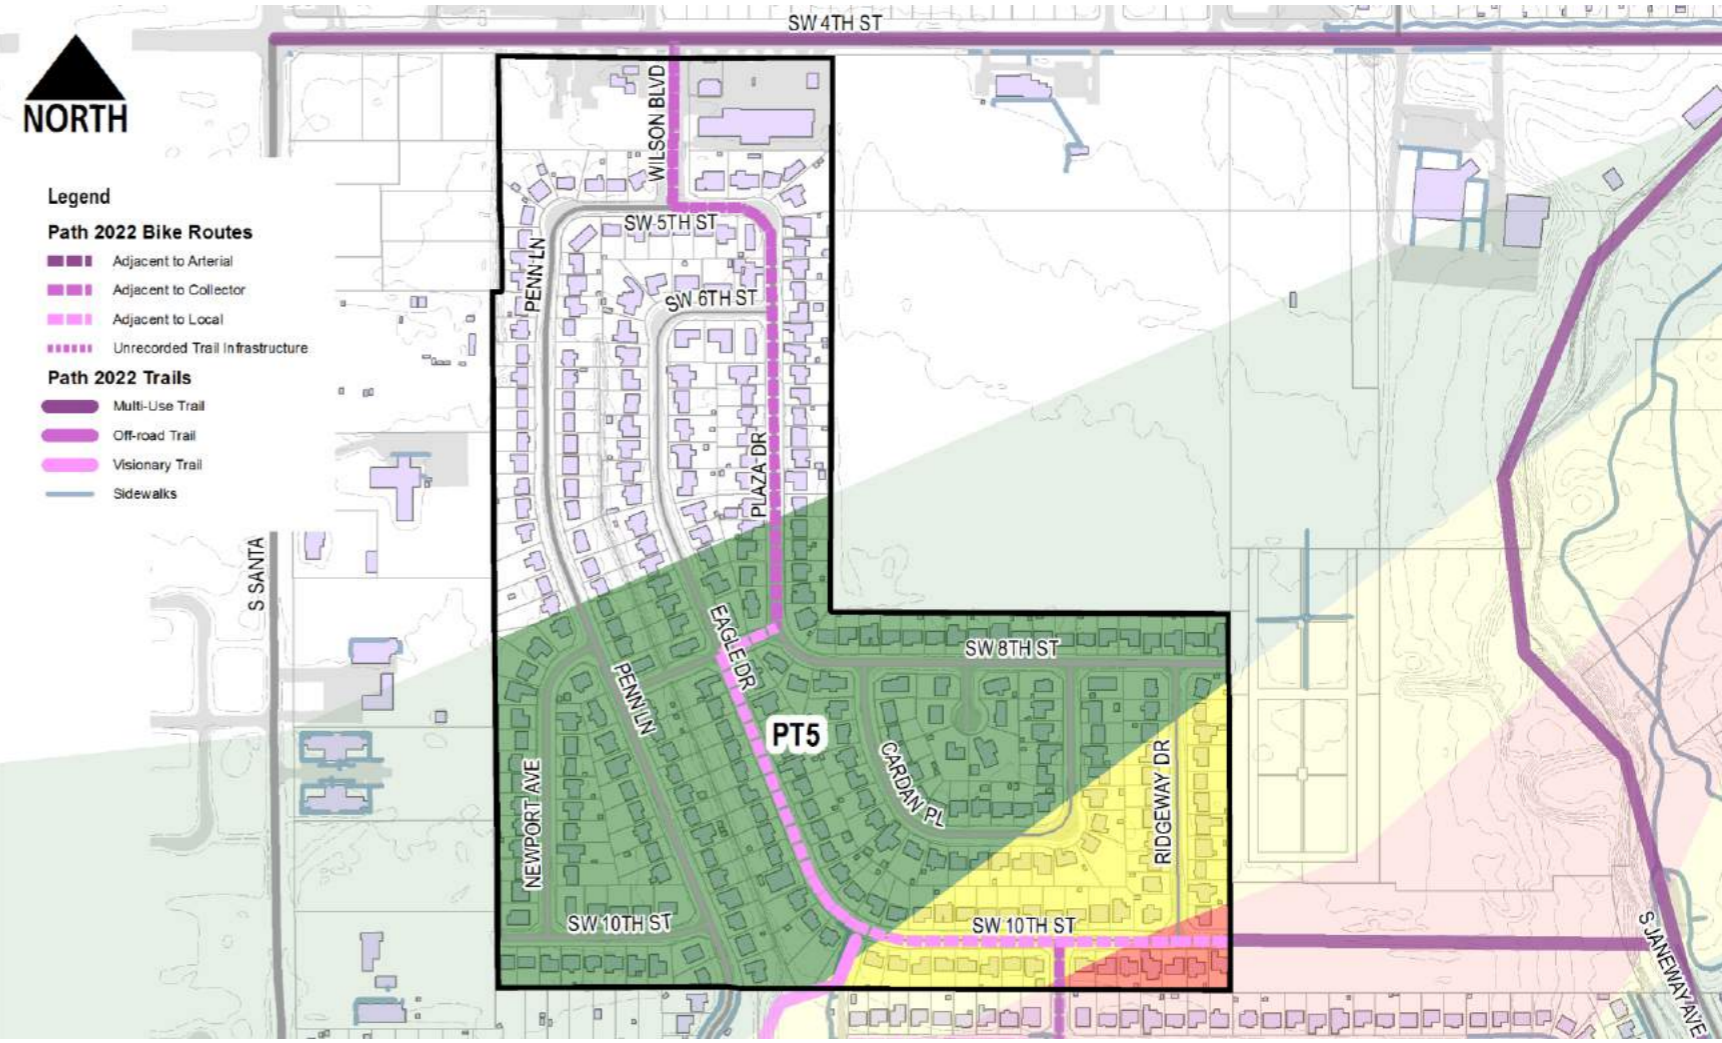 SW 4TH ST
NORTH
WILSON BLVD
Legend
Path 2022 Bike Routes
Adjacent to Arterial
Adjacent to Collector
Adjacent to Local
Unrecorded Trail Infrastructure
Path 2022 Trails
Multi-Use Trail
Off-road Trail
Visionary Trail
Sidewalks
SW 5TH ST
PENN LN
SW 6TH ST
PLAZA DR
S SANTA
EAGLE DR
SW 8TH ST
PENN LN
PT5
CARDAN PL
RIDGEWAY DR
NEWPORT AVE
SW 10TH ST
SW 10TH ST
S JANEWAY AVE